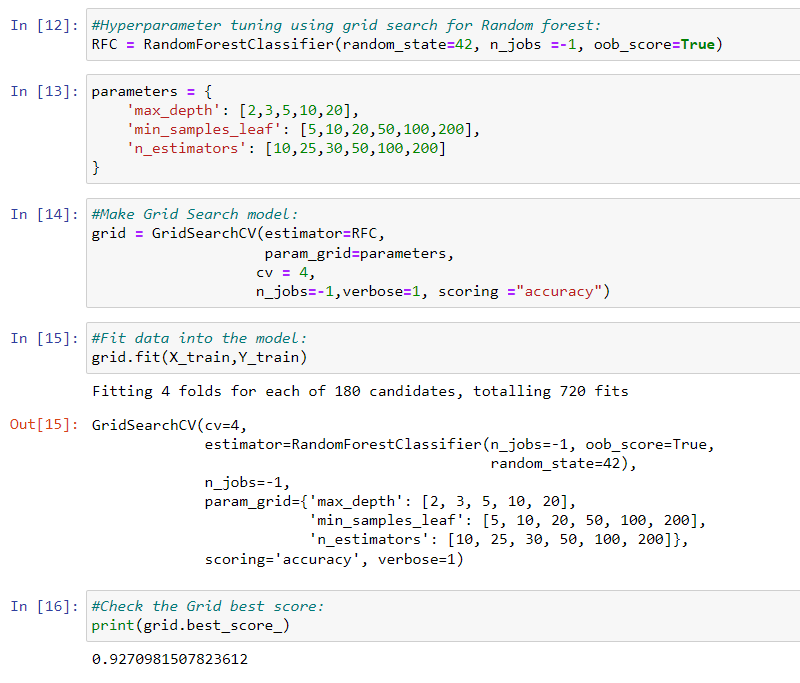 In [12]: #Hyperparameter tuning using grid search for Random forest:
RFC = RandomForestClassifier(random_state=42, n_jobs =-1, oob_score=True)
In [13]: parameters = {
    'max_depth': [2,3,5,10,20],
    'min_samples_leaf': [5,10,20,50,100,200],
    'n_estimators': [10,25,30,50,100,200]
}
In [14]: #Make Grid Search model:
grid = GridSearchCV(estimator=RFC,
                    param_grid=parameters,
                   cv = 4,
                   n_jobs=-1,verbose=1, scoring ="accuracy")
In [15]: #Fit data into the model:
grid.fit(X_train,Y_train)
Fitting 4 folds for each of 180 candidates, totalling 720 fits
Out[15]: GridSearchCV(cv=4,
             estimator=RandomForestClassifier(n_jobs=-1, oob_score=True,
                                              random_state=42),
             n_jobs=-1,
             param_grid={'max_depth': [2, 3, 5, 10, 20],
                         'min_samples_leaf': [5, 10, 20, 50, 100, 200],
                         'n_estimators': [10, 25, 30, 50, 100, 200]},
             scoring='accuracy', verbose=1)
In [16]: #Check the Grid best score:
print(grid.best_score_)
0.9270981507823612